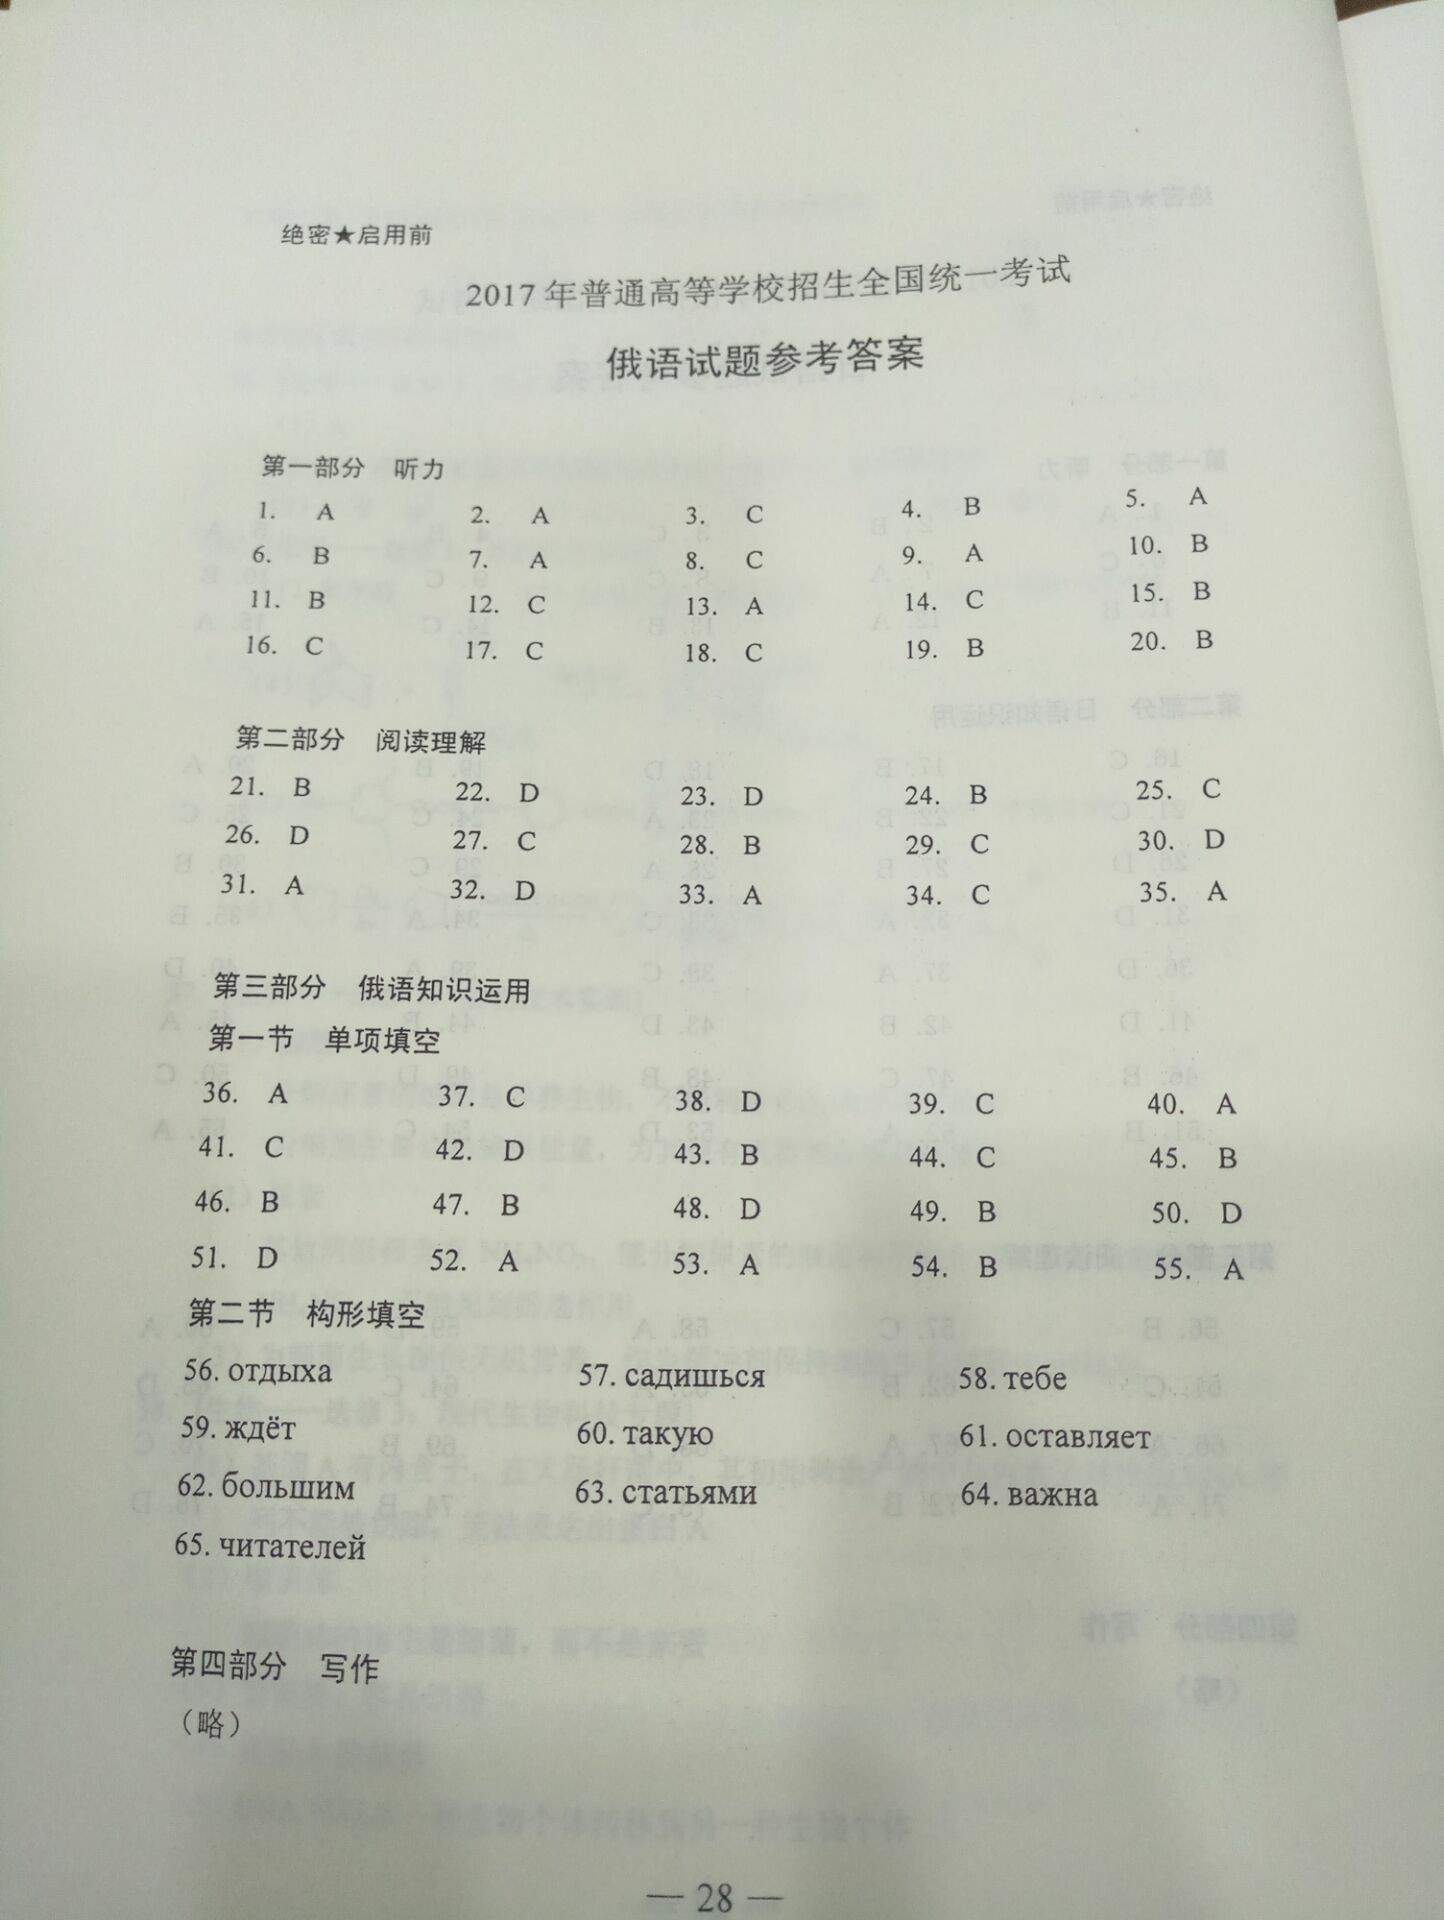 绝密★启用前
2017年普通高等学校招生全国统一考试
俄语试题参考答案
第一部分 听力
1. A 2. A 3. C 4. B 5. A
6. B 7. A 8. C 9. A 10. B
11. B 12. C 13. A 14. C 15. B
16. C 17. C 18. C 19. B 20. B
第二部分 阅读理解
21. B 22. D 23. D 24. B 25. C
26. D 27. C 28. B 29. C 30. D
31. A 32. D 33. A 34. C 35. A
第三部分 俄语知识运用
第一节 单项填空
36. A 37. C 38. D 39. C 40. A
41. C 42. D 43. B 44. C 45. B
46. B 47. B 48. D 49. B 50. D
51. D 52. A 53. A 54. B 55. A
第二节 构形填空
56. отдыха 57. садишься 58. тебе
59. ждёт 60. такую 61. оставляет
62. большим 63. статьями 64. важна
65. читателей
第四部分 写作
（略）
— 28 —